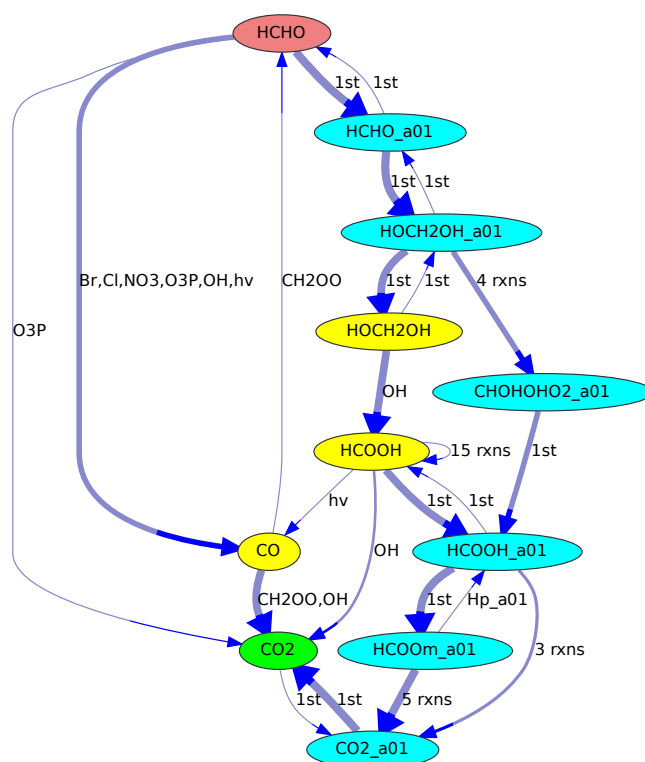 HCHO
1st 1st
HCHO_a01
1st 1st
HOCH2OH_a01
Br,Cl,NO3,O3P,OH,hv CH2OO 1st 1st 4 rxns
O3P
HOCH2OH
OH
CHOHOHO2_a01
HCOOH
15 rxns
1st
hv 1st 1st
CO
OH
HCOOH_a01
CH2OO,OH 1st Hp_a01
CO2
HCOOm_a01
3 rxns
1st 1st 5 rxns
CO2_a01